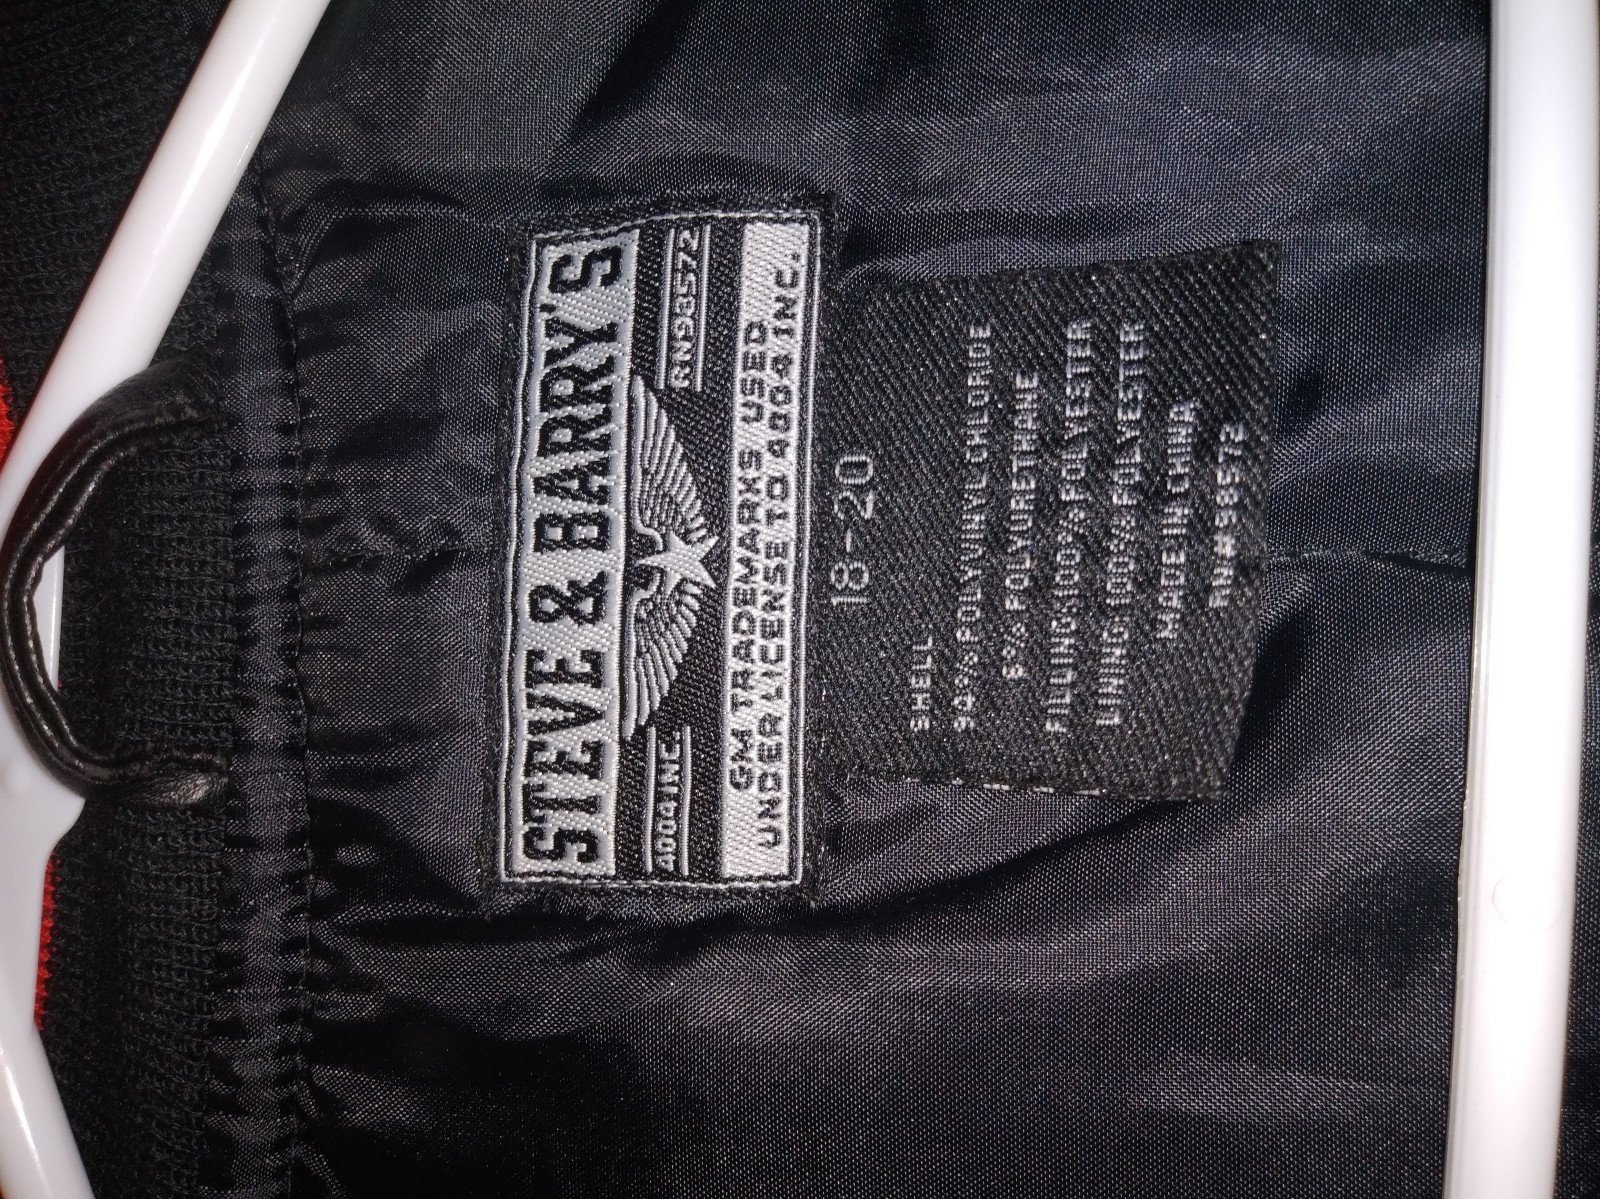 STEVE & BARRY'S
4004 INC.
RN98572
GM TRADEMARKS USED
UNDER LICENSE TO 4004 INC.
18-20
SHELL
94% POLYVINYL CHLORIDE
6% POLYURETHANE
FILLING:100% POLYESTER
LINING:100% POLYESTER
MADE IN CHINA
RN#98572